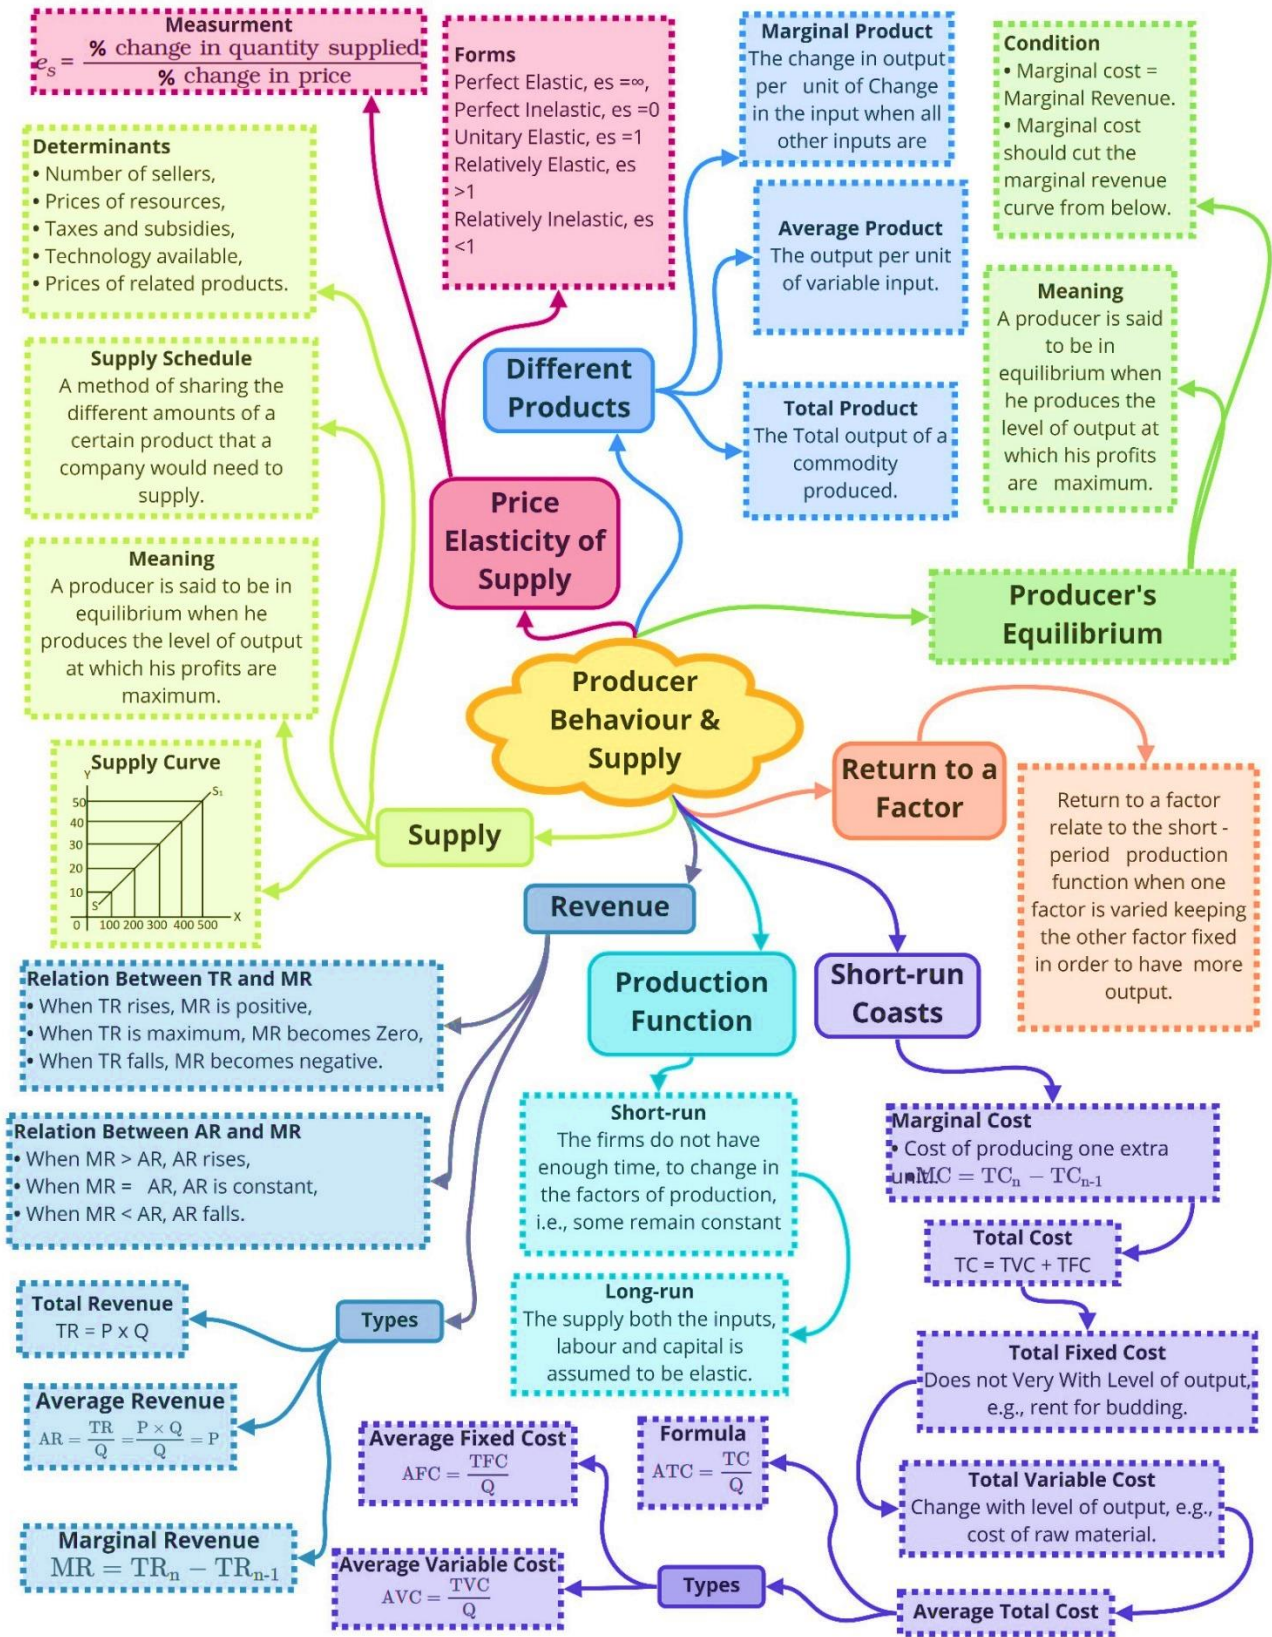 Measurment
e_s = % change in quantity supplied
% change in price
Forms
Perfect Elastic, es =∞,
Perfect Inelastic, es =0
Unitary Elastic, es =1
Relatively Elastic, es
>1
Relatively Inelastic, es
<1
Marginal Product
The change in output
per unit of Change
in the input when all
other inputs are
Condition
• Marginal cost =
Marginal Revenue.
• Marginal cost
should cut the
marginal revenue
curve from below.
Determinants
• Number of sellers,
• Prices of resources,
• Taxes and subsidies,
• Technology available,
• Prices of related products.
Average Product
The output per unit
of variable input.
Meaning
A producer is said
to be in
equilibrium when
he produces the
level of output at
which his profits
are maximum.
Supply Schedule
A method of sharing the
different amounts of a
certain product that a
company would need to
supply.
Different
Products
Total Product
The Total output of a
commodity
produced.
Price
Elasticity of
Supply
Meaning
A producer is said to be in
equilibrium when he
produces the level of output
at which his profits are
maximum.
Producer's
Equilibrium
Producer
Behaviour &
Supply
Return to a
Factor
Return to a factor
relate to the short -
period production
function when one
factor is varied keeping
the other factor fixed
in order to have more
output.
Supply Curve
Y
S₁
50
40
30
20
10
S
0 100 200 300 400 500 X
Supply
Revenue
Production
Function
Short-run
Coasts
Relation Between TR and MR
• When TR rises, MR is positive,
• When TR is maximum, MR becomes Zero,
• When TR falls, MR becomes negative.
Relation Between AR and MR
• When MR > AR, AR rises,
• When MR = AR, AR is constant,
• When MR < AR, AR falls.
Short-run
The firms do not have
enough time, to change in
the factors of production,
i.e., some remain constant
Marginal Cost
• Cost of producing one extra
unit.
• MC = TCₙ − TCₙ₋₁
Total Cost
TC = TVC + TFC
Long-run
The supply both the inputs,
labour and capital is
assumed to be elastic.
Total Revenue
TR = P x Q
Types
Total Fixed Cost
Does not Very With Level of output,
e.g., rent for budding.
Average Revenue
AR = TR/Q = P × Q/Q = P
Average Fixed Cost
AFC = TFC/Q
Formula
ATC = TC/Q
Total Variable Cost
Change with level of output, e.g.,
cost of raw material.
Marginal Revenue
MR = TRₙ − TRₙ₋₁
Average Variable Cost
AVC = TVC/Q
Types
Average Total Cost